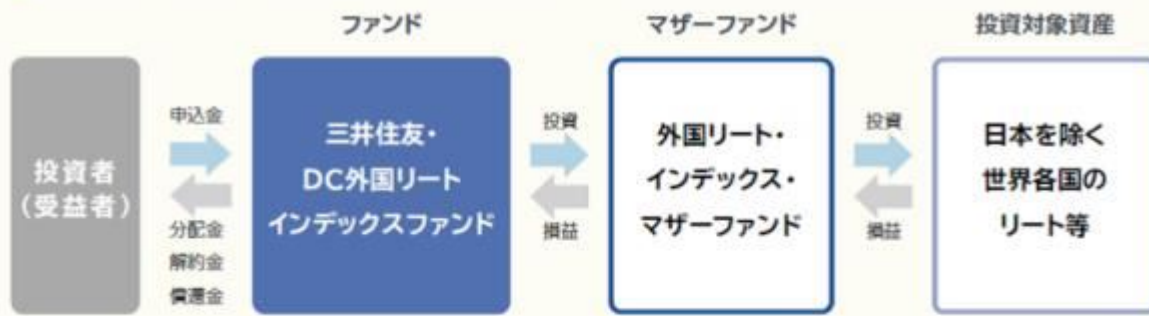 ファンド
マザーファンド
投資対象資産
投資者
(受益者)
申込金
分配金
解約金
償還金
三井住友・
DC外国リート
インデックスファンド
投資
損益
外国リート・
インデックス・
マザーファンド
投資
損益
日本を除く
世界各国の
リート等